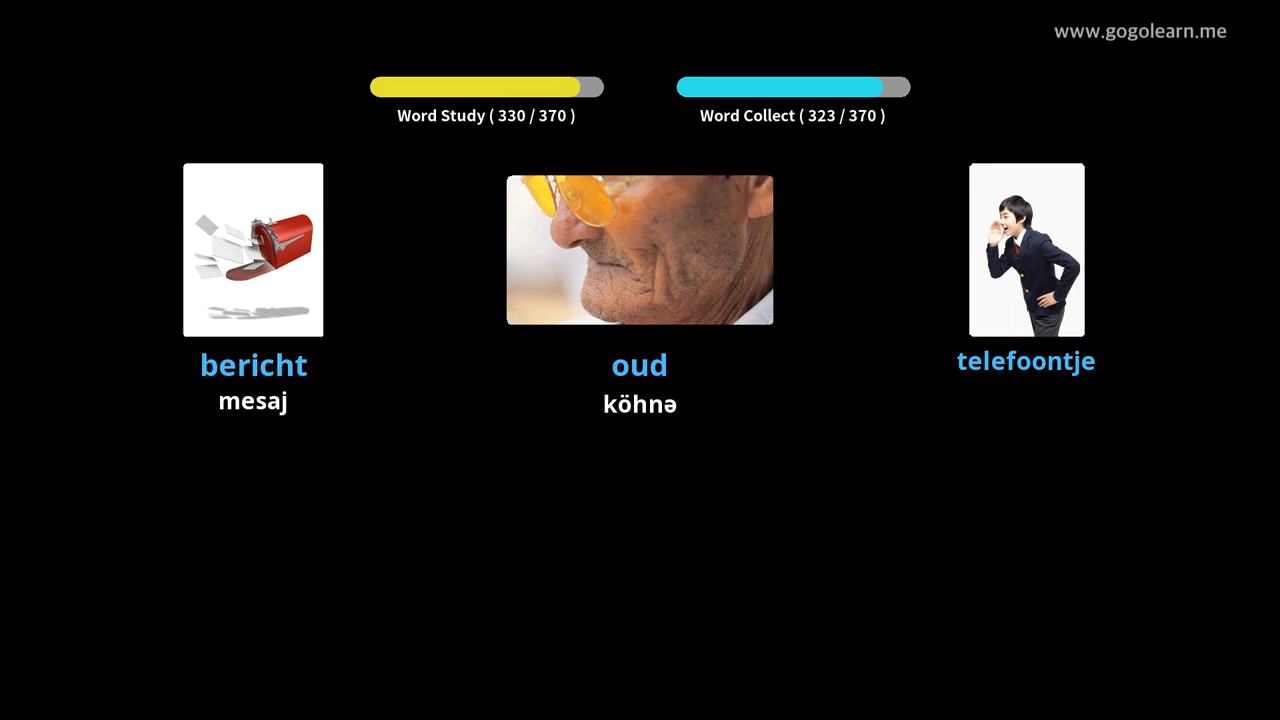 www.gogolearn.me
Word Study ( 330 / 370 )
Word Collect ( 323 / 370 )
bericht
mesaj
oud
köhnə
telefoontje